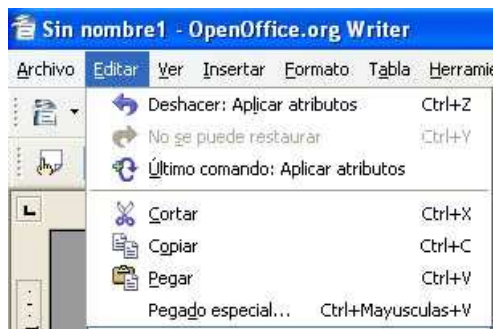 Sin nombre1 - OpenOffice.org Writer
Archivo Editar Ver Insertar Formato Tabla Herramie
Deshacer: Aplicar atributos Ctrl+Z
No se puede restaurar Ctrl+Y
Último comando: Aplicar atributos
Cortar Ctrl+X
Copiar Ctrl+C
Pegar Ctrl+V
Pegado especial... Ctrl+Mayusculas+V